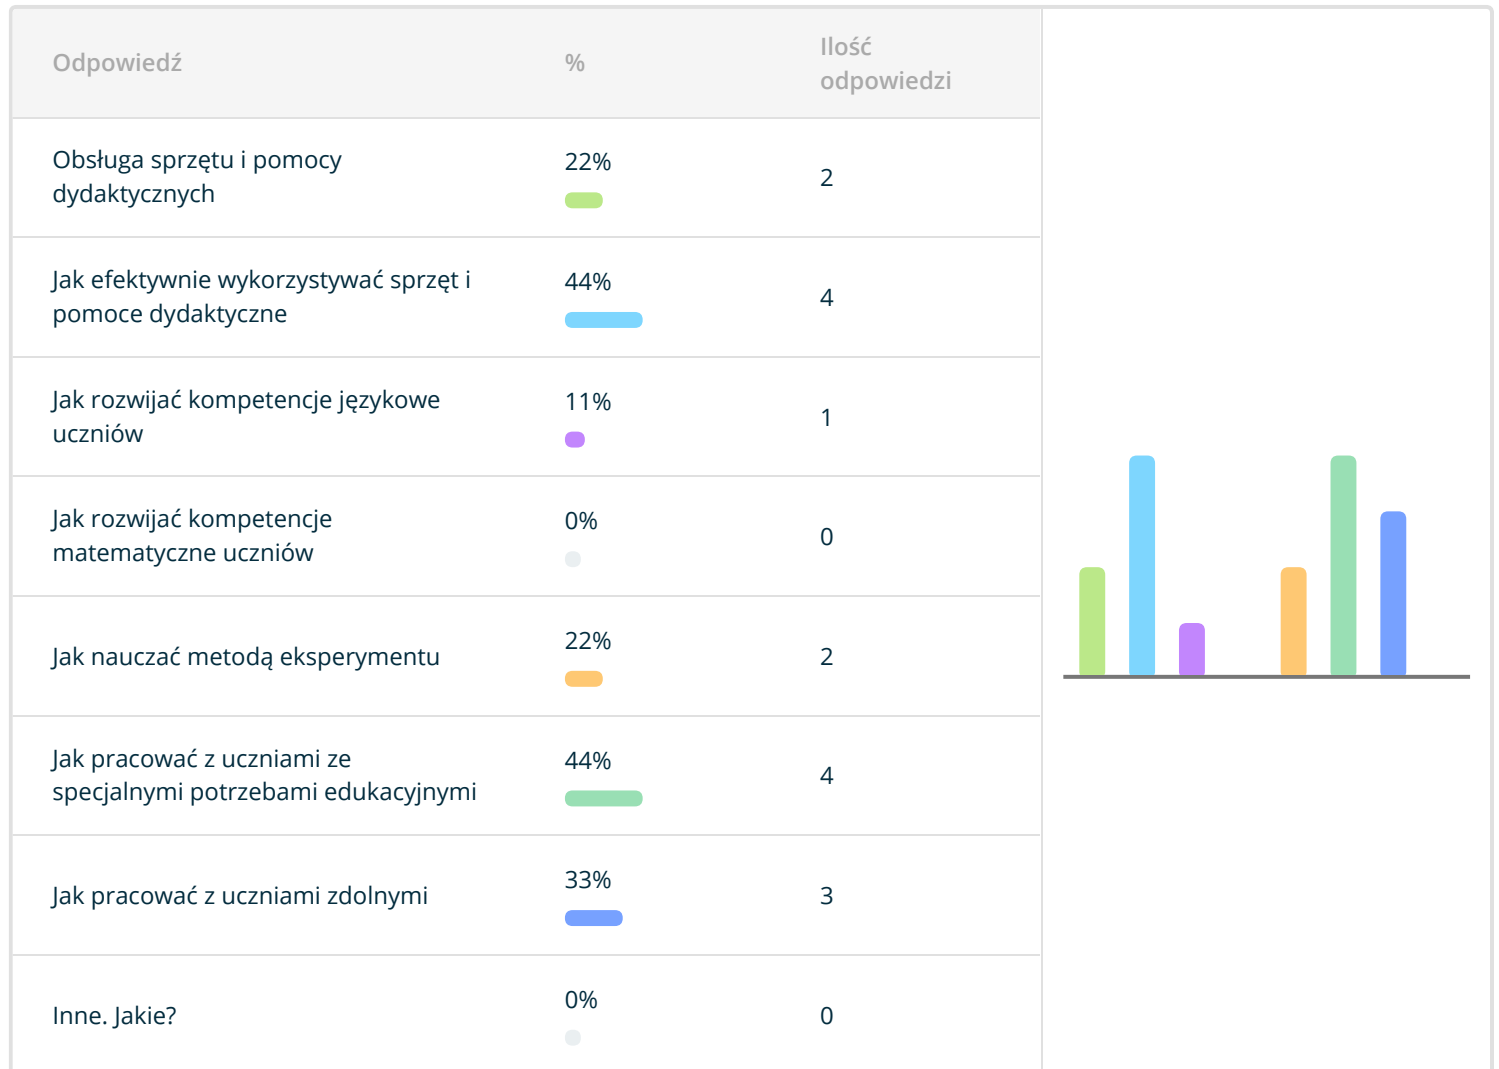 Odpowiedź % Ilość
odpowiedzi
Obsługa sprzętu i pomocy
dydaktycznych
22%
2
Jak efektywnie wykorzystywać sprzęt i
pomoce dydaktyczne
44%
4
Jak rozwijać kompetencje językowe
uczniów
11%
1
Jak rozwijać kompetencje
matematyczne uczniów
0%
0
Jak nauczać metodą eksperymentu
22%
2
Jak pracować z uczniami ze
specjalnymi potrzebami edukacyjnymi
44%
4
Jak pracować z uczniami zdolnymi
33%
3
Inne. Jakie?
0%
0